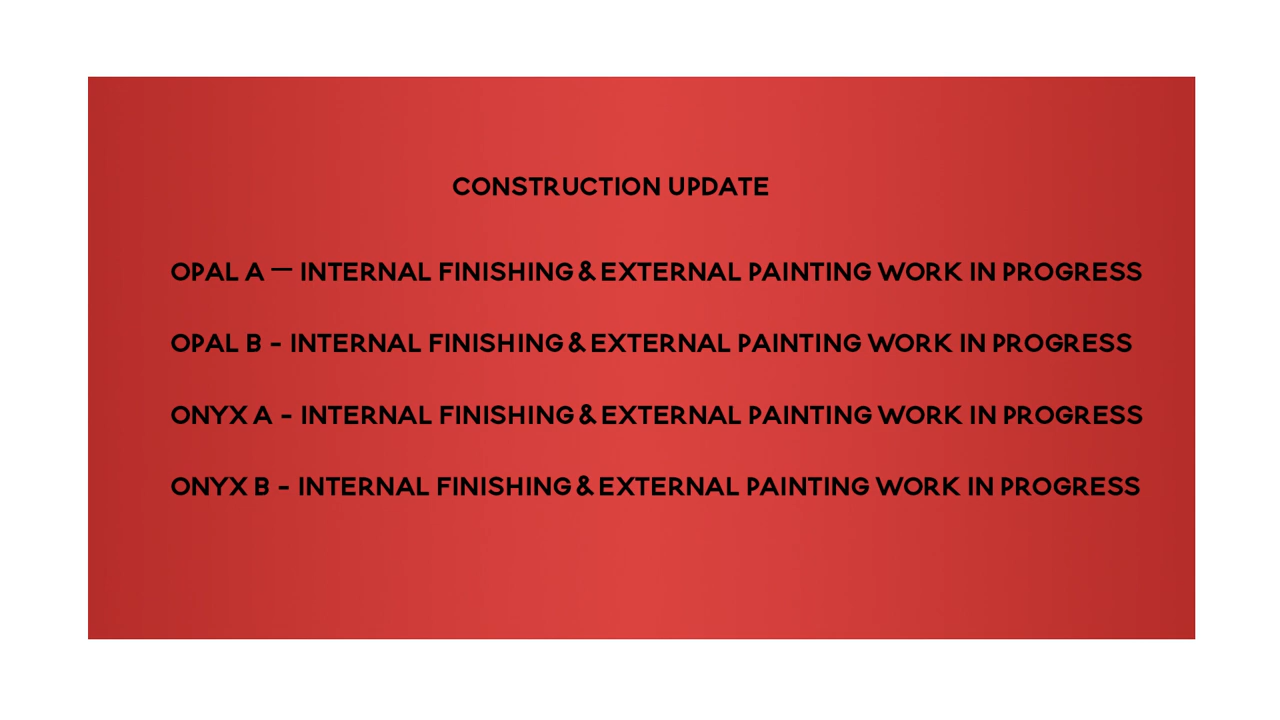 CONSTRUCTION UPDATE
OPAL A — INTERNAL FINISHING & EXTERNAL PAINTING WORK IN PROGRESS
OPAL B - INTERNAL FINISHING & EXTERNAL PAINTING WORK IN PROGRESS
ONYX A - INTERNAL FINISHING & EXTERNAL PAINTING WORK IN PROGRESS
ONYX B - INTERNAL FINISHING & EXTERNAL PAINTING WORK IN PROGRESS